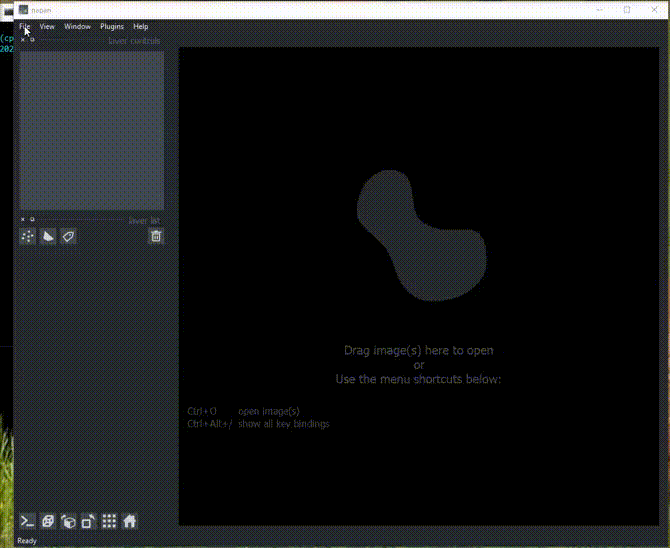 napari
File View Window Plugins Help
(cp
202
layer controls
layer list
Drag image(s) here to open
or
Use the menu shortcuts below:
Ctrl+O open image(s)
Ctrl+Alt+/ show all key bindings
Ready